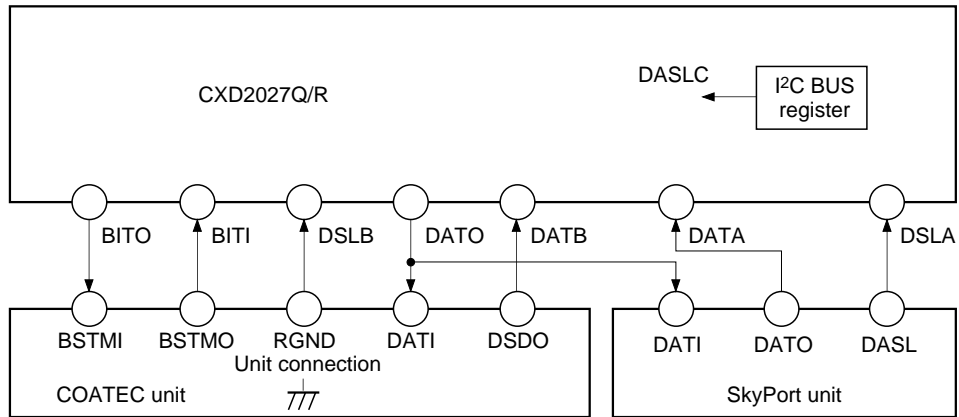 DASLC
I²C BUS
register
CXD2027Q/R
BITO
BITI
DSLB
DATO
DATB
DATA
DSLA
BSTMI
BSTMO
RGND
DATI
DSDO
DATI
DATO
DASL
Unit connection
COATEC unit
SkyPort unit